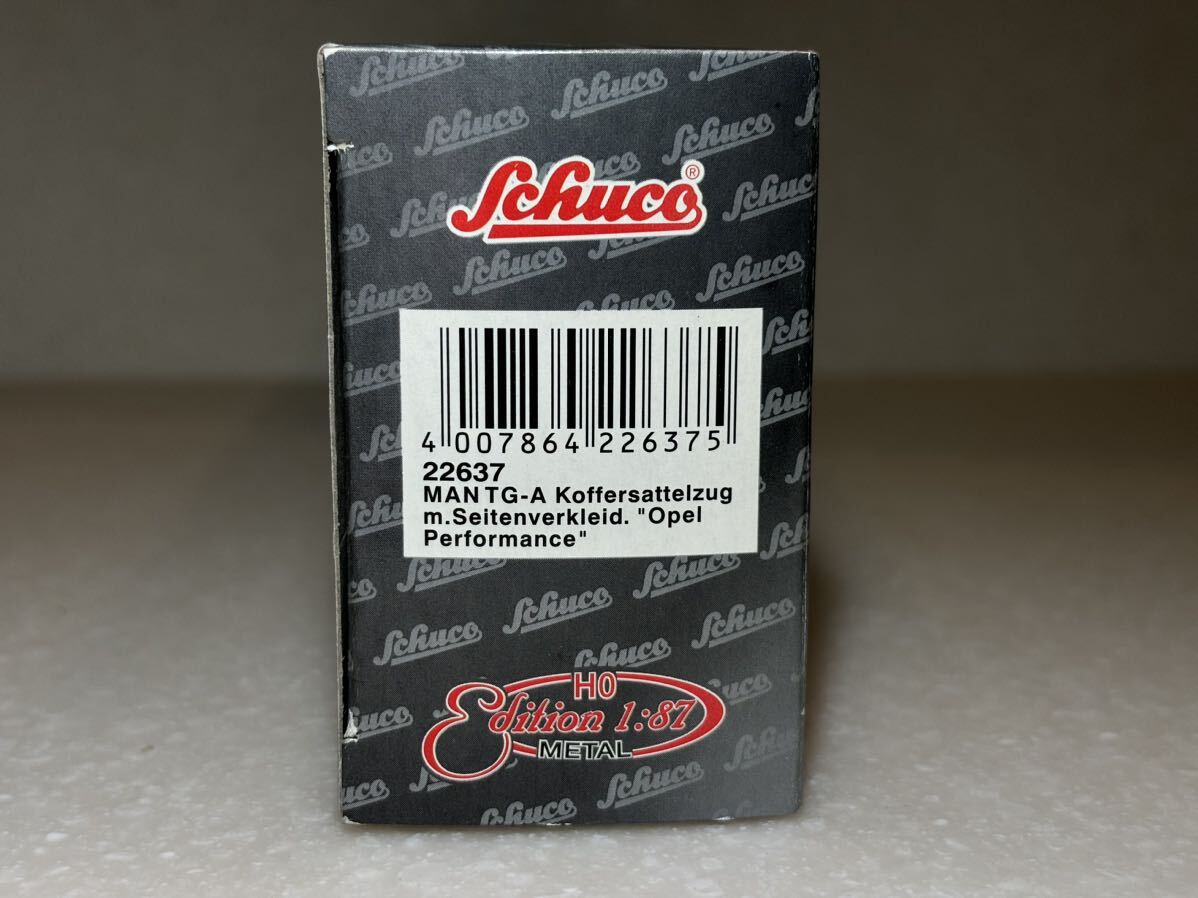 Schuco®
4 007864 226375
22637
MAN TG-A Koffersattelzug
m.Seitenverkleid. "Opel
Performance"
H0
Edition 1:87
METAL